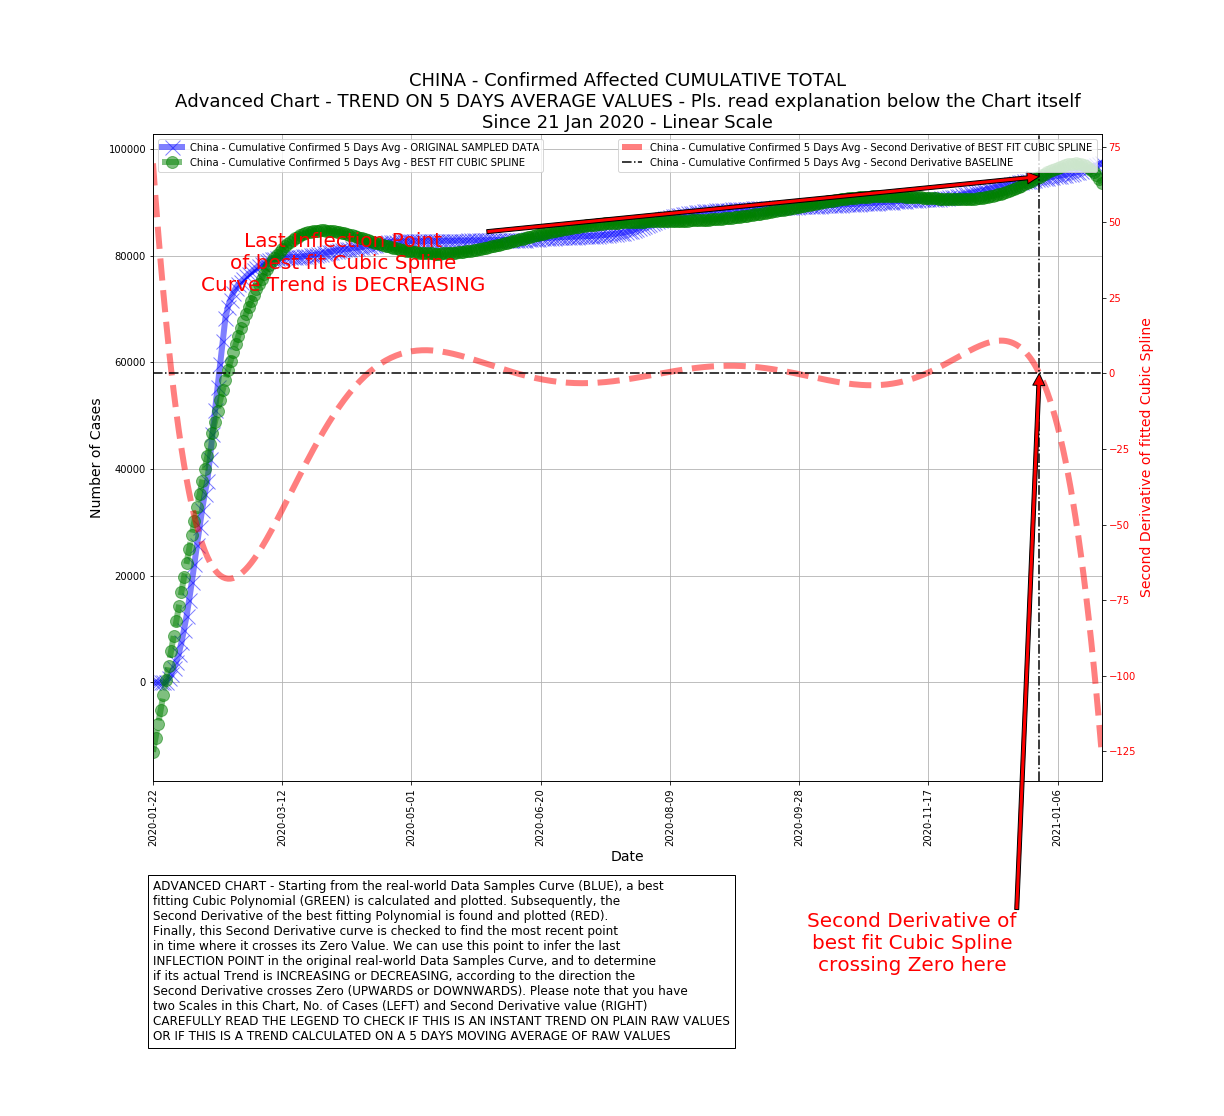 CHINA - Confirmed Affected CUMULATIVE TOTAL
Advanced Chart - TREND ON 5 DAYS AVERAGE VALUES - Pls. read explanation below the Chart itself
Since 21 Jan 2020 - Linear Scale
China - Cumulative Confirmed 5 Days Avg - ORIGINAL SAMPLED DATA
China - Cumulative Confirmed 5 Days Avg - BEST FIT CUBIC SPLINE
China - Cumulative Confirmed 5 Days Avg - Second Derivative of BEST FIT CUBIC SPLINE
China - Cumulative Confirmed 5 Days Avg - Second Derivative BASELINE
Last Inflection Point
of best fit Cubic Spline
Curve Trend is DECREASING
Number of Cases
100000
80000
60000
40000
20000
0
75
50
25
0
−25
−50
−75
−100
−125
Second Derivative of fitted Cubic Spline
2020-01-22
2020-03-12
2020-05-01
2020-06-20
2020-08-09
2020-09-28
2020-11-17
2021-01-06
Date
ADVANCED CHART - Starting from the real-world Data Samples Curve (BLUE), a best
fitting Cubic Polynomial (GREEN) is calculated and plotted. Subsequently, the
Second Derivative of the best fitting Polynomial is found and plotted (RED).
Finally, this Second Derivative curve is checked to find the most recent point
in time where it crosses its Zero Value. We can use this point to infer the last
INFLECTION POINT in the original real-world Data Samples Curve, and to determine
if its actual Trend is INCREASING or DECREASING, according to the direction the
Second Derivative crosses Zero (UPWARDS or DOWNWARDS). Please note that you have
two Scales in this Chart, No. of Cases (LEFT) and Second Derivative value (RIGHT)
CAREFULLY READ THE LEGEND TO CHECK IF THIS IS AN INSTANT TREND ON PLAIN RAW VALUES
OR IF THIS IS A TREND CALCULATED ON A 5 DAYS MOVING AVERAGE OF RAW VALUES
Second Derivative of
best fit Cubic Spline
crossing Zero here